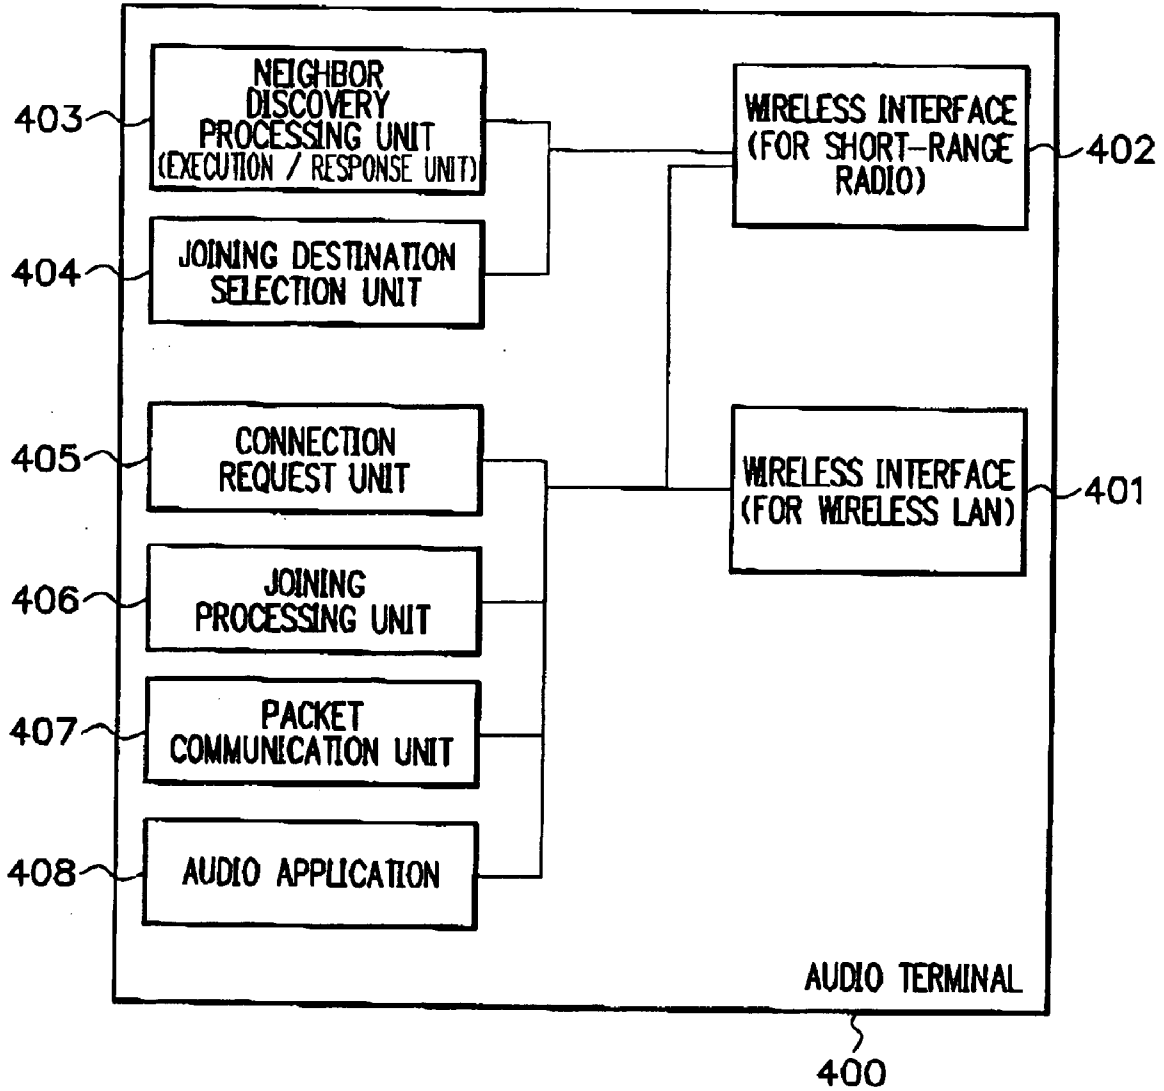 403
NEIGHBOR
DISCOVERY
PROCESSING UNIT
(EXECUTION / RESPONSE UNIT)
WIRELESS INTERFACE
(FOR SHORT-RANGE
RADIO)
402
404
JOINING DESTINATION
SELECTION UNIT
405
CONNECTION
REQUEST UNIT
WIRELESS INTERFACE
(FOR WIRELESS LAN)
401
406
JOINING
PROCESSING UNIT
407
PACKET
COMMUNICATION UNIT
408
AUDIO APPLICATION
AUDIO TERMINAL
400